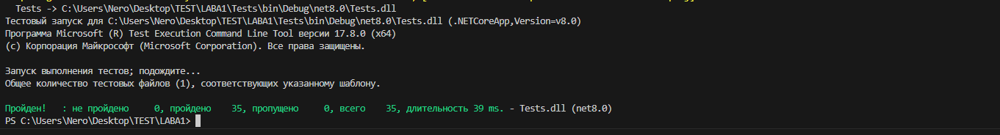 Tests -> C:\Users\Nero\Desktop\TEST\LABA1\Tests\bin\Debug\net8.0\Tests.dll
Тестовый запуск для C:\Users\Nero\Desktop\TEST\LABA1\Tests\bin\Debug\net8.0\Tests.dll (.NETCoreApp,Version=v8.0)
Программа Microsoft (R) Test Execution Command Line Tool версии 17.8.0 (x64)
(c) Корпорация Майкрософт (Microsoft Corporation). Все права защищены.
Запуск выполнения тестов; подождите...
Общее количество тестовых файлов (1), соответствующих указанному шаблону.
Пройден!   : не пройдено     0, пройдено    35, пропущено     0, всего    35, длительность 39 ms. - Tests.dll (net8.0)
PS C:\Users\Nero\Desktop\TEST\LABA1>